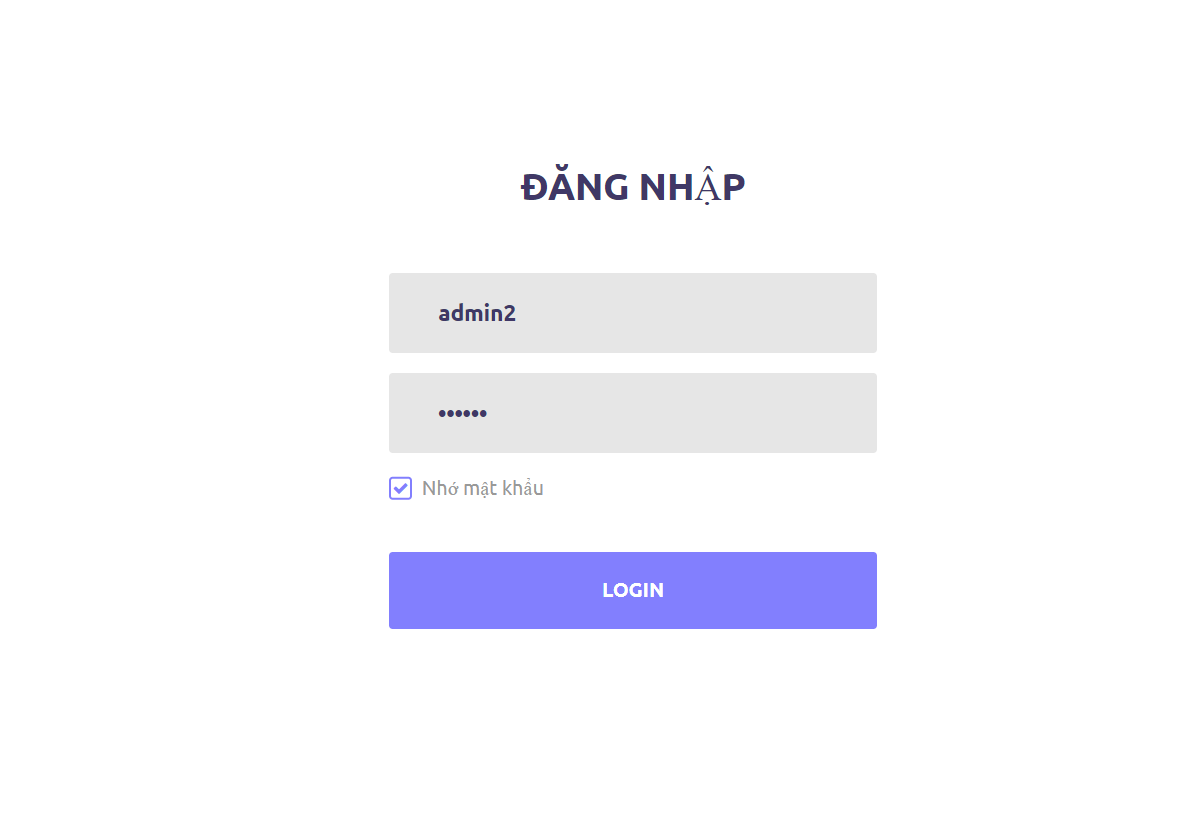 ĐĂNG NHẬP
admin2
••••••
Nhớ mật khẩu
LOGIN